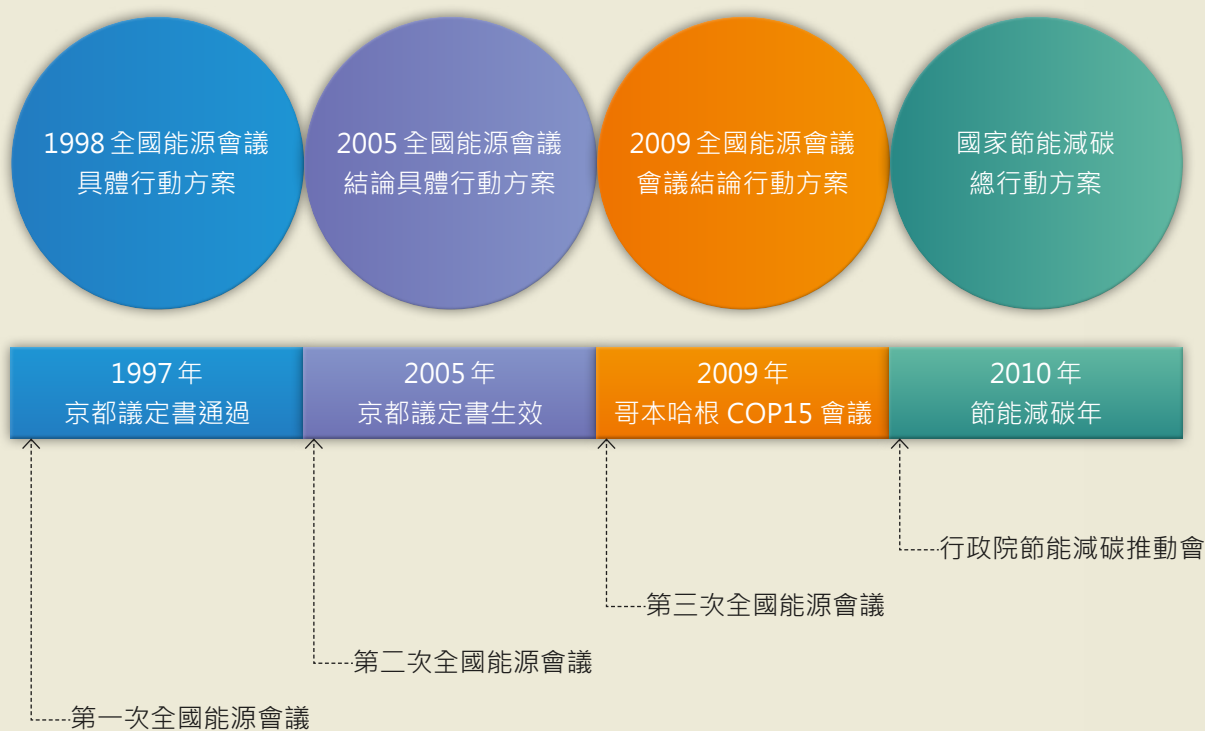 1998 全國能源會議
具體行動方案
2005 全國能源會議
結論具體行動方案
2009 全國能源會議
會議結論行動方案
國家節能減碳
總行動方案
1997 年
京都議定書通過
2005 年
京都議定書生效
2009 年
哥本哈根 COP15 會議
2010 年
節能減碳年
行政院節能減碳推動會
第三次全國能源會議
第二次全國能源會議
第一次全國能源會議